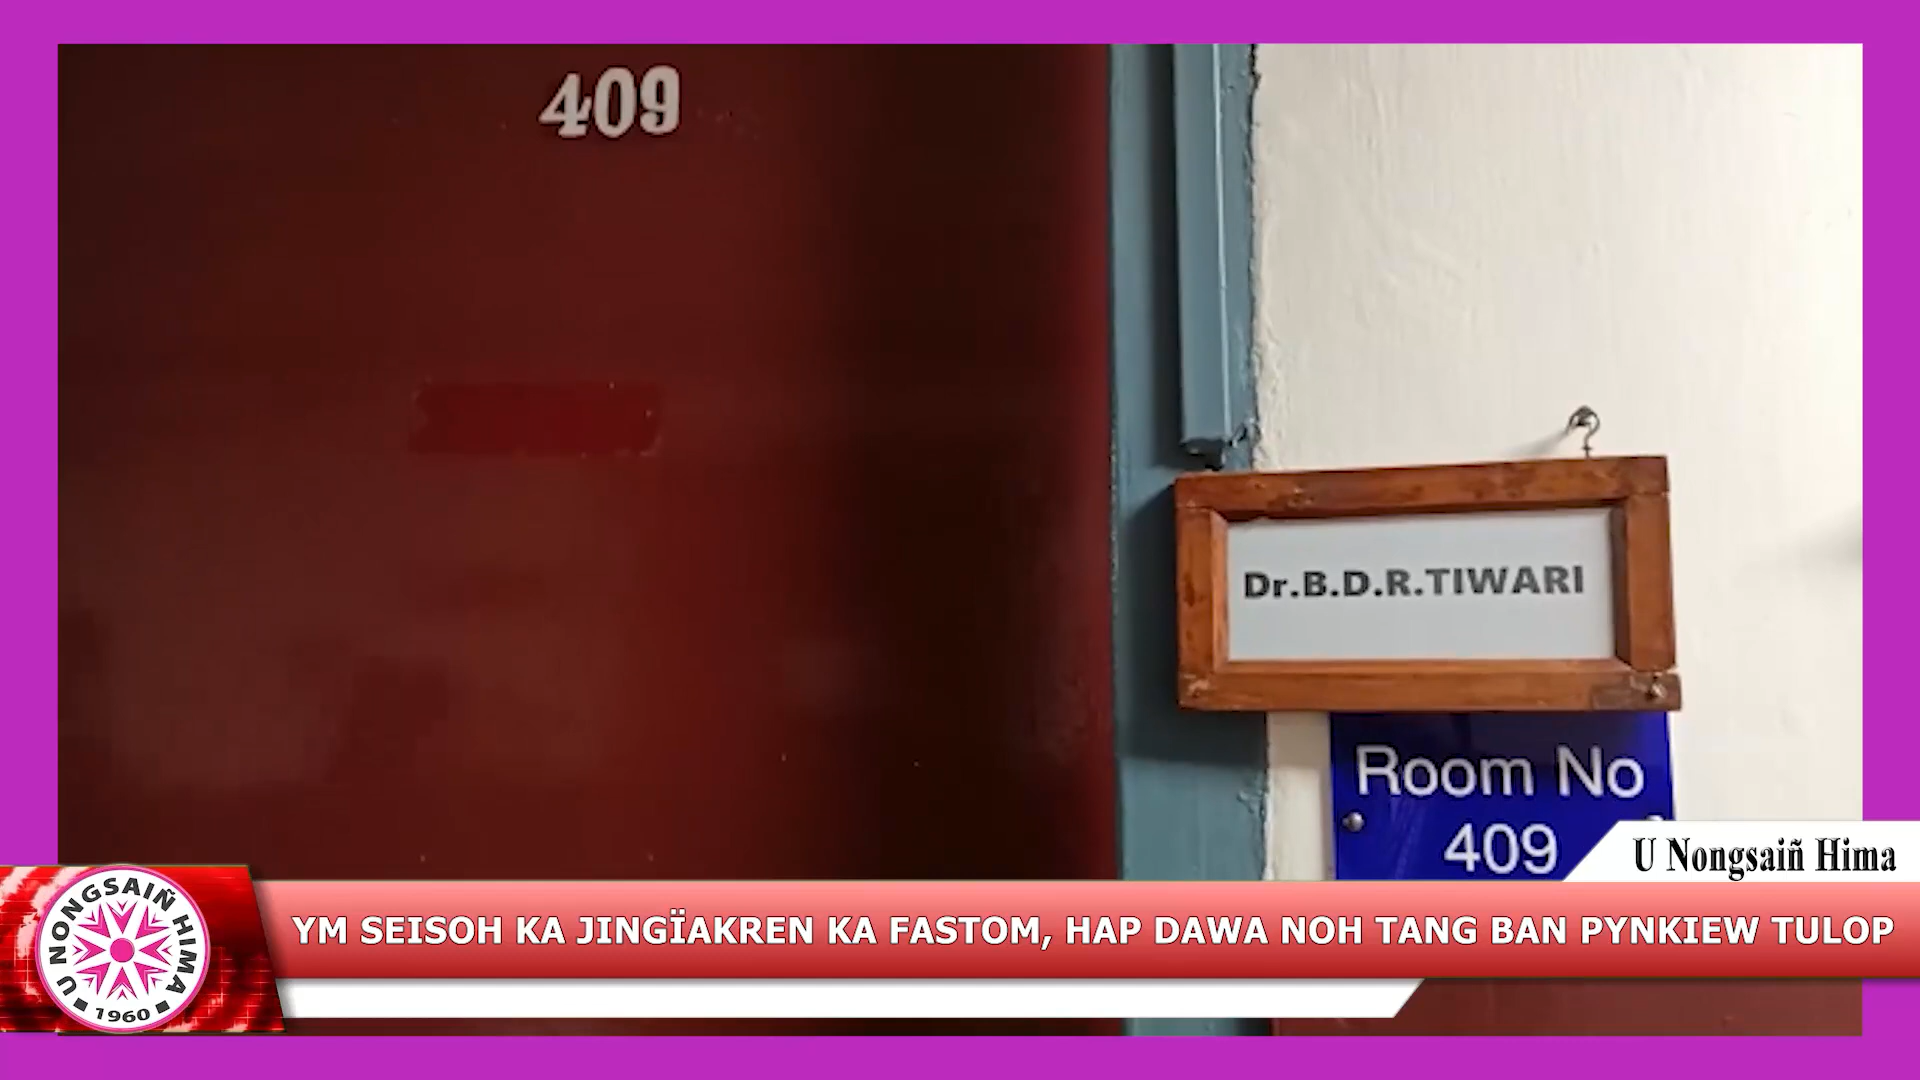 409
Dr.B.D.R.TIWARI
Room No
409
U Nongsaiñ Hima
YM SEISOH KA JINGÏAKREN KA FASTOM, HAP DAWA NOH TANG BAN PYNKIEW TULOP
U NONGSAIÑ HIMA
1960